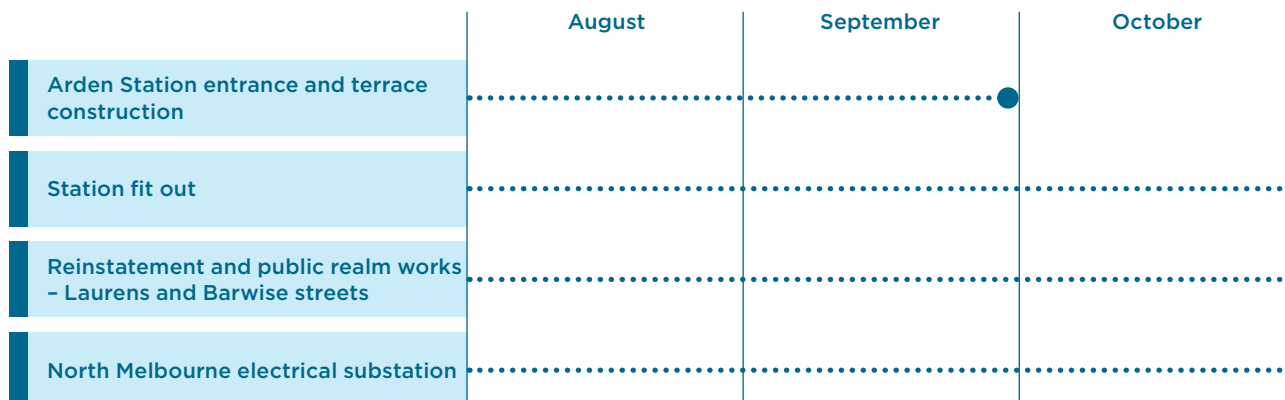 August
September
October
Arden Station entrance and terrace
construction
Station fit out
Reinstatement and public realm works
– Laurens and Barwise streets
North Melbourne electrical substation